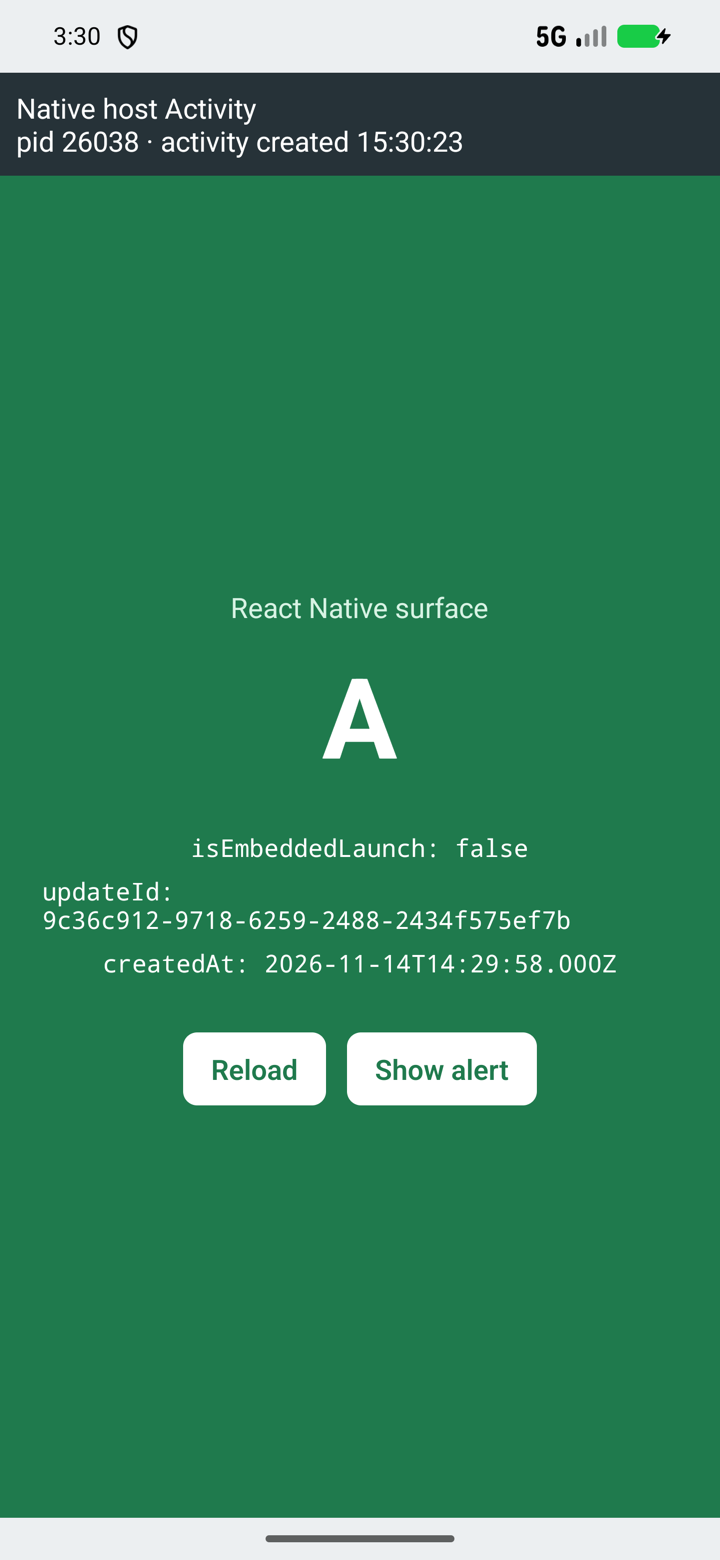 3:30
5G
Native host Activity
pid 26038 · activity created 15:30:23
React Native surface
A
isEmbeddedLaunch: false
updateId:
9c36c912-9718-6259-2488-2434f575ef7b
createdAt: 2026-11-14T14:29:58.000Z
Reload
Show alert